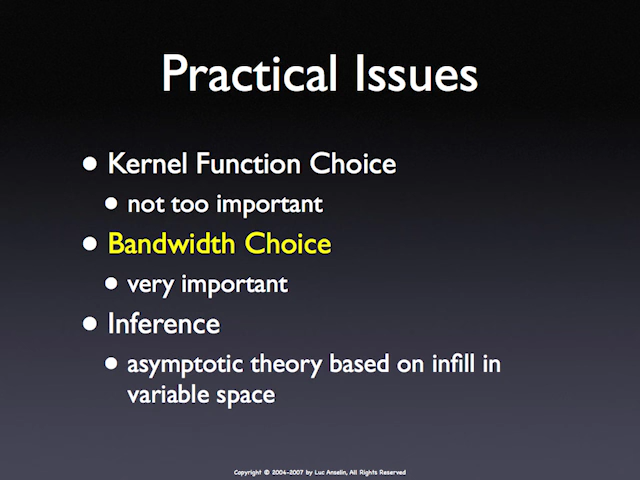 Practical Issues
• Kernel Function Choice
• not too important
• Bandwidth Choice
• very important
• Inference
• asymptotic theory based on infill in
variable space
Copyright © 2004-2007 by Luc Anselin, All Rights Reserved